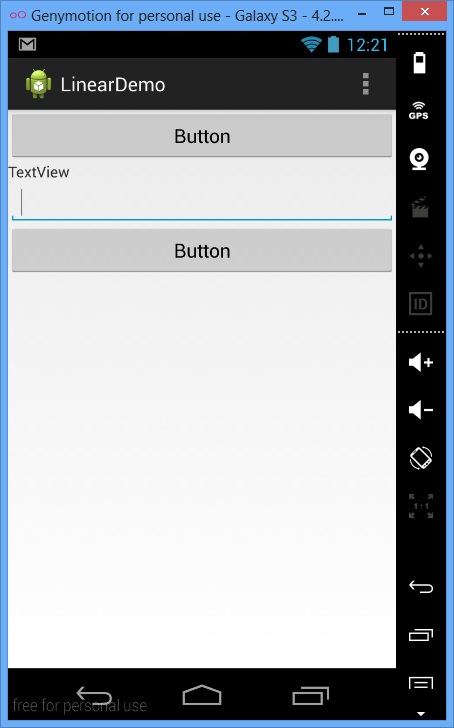 Genymotion for personal use - Galaxy S3 - 4.2....
12:21
LinearDemo
Button
TextView
Button
GPS
ID
1:1
free for personal use